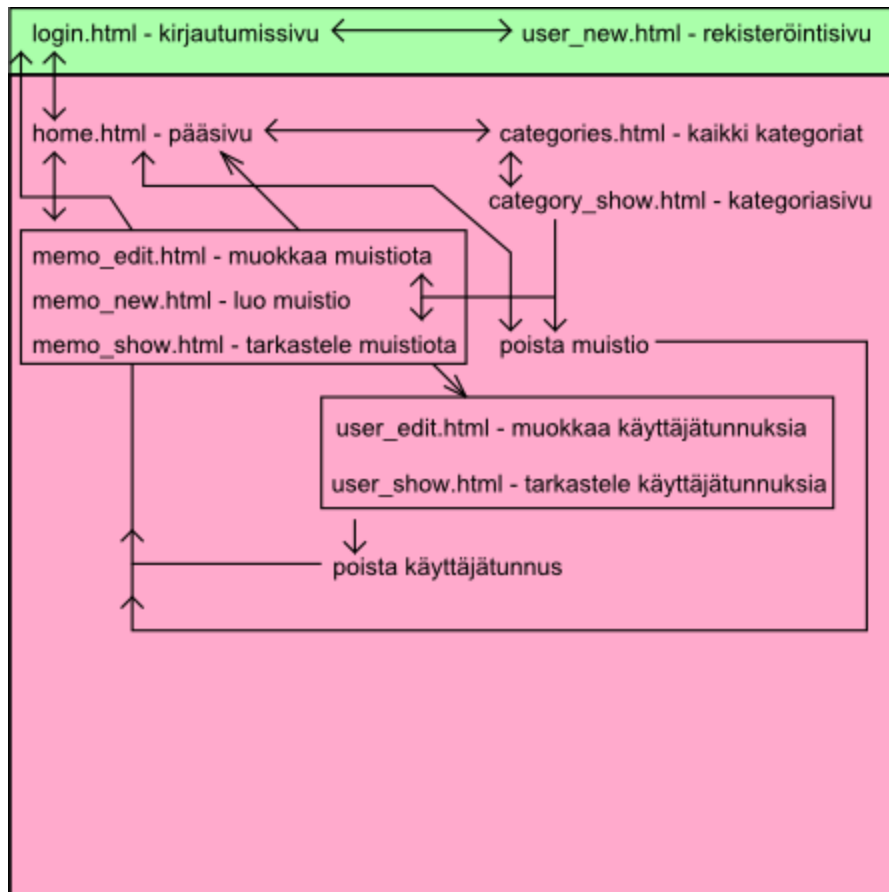 login.html - kirjautumissivu
user_new.html - rekisteröintisivu
home.html - pääsivu
categories.html - kaikki kategoriat
category_show.html - kategoriasivu
memo_edit.html - muokkaa muistiota
memo_new.html - luo muistio
memo_show.html - tarkastele muistiota
poista muistio
user_edit.html - muokkaa käyttäjätunnuksia
user_show.html - tarkastele käyttäjätunnuksia
poista käyttäjätunnus